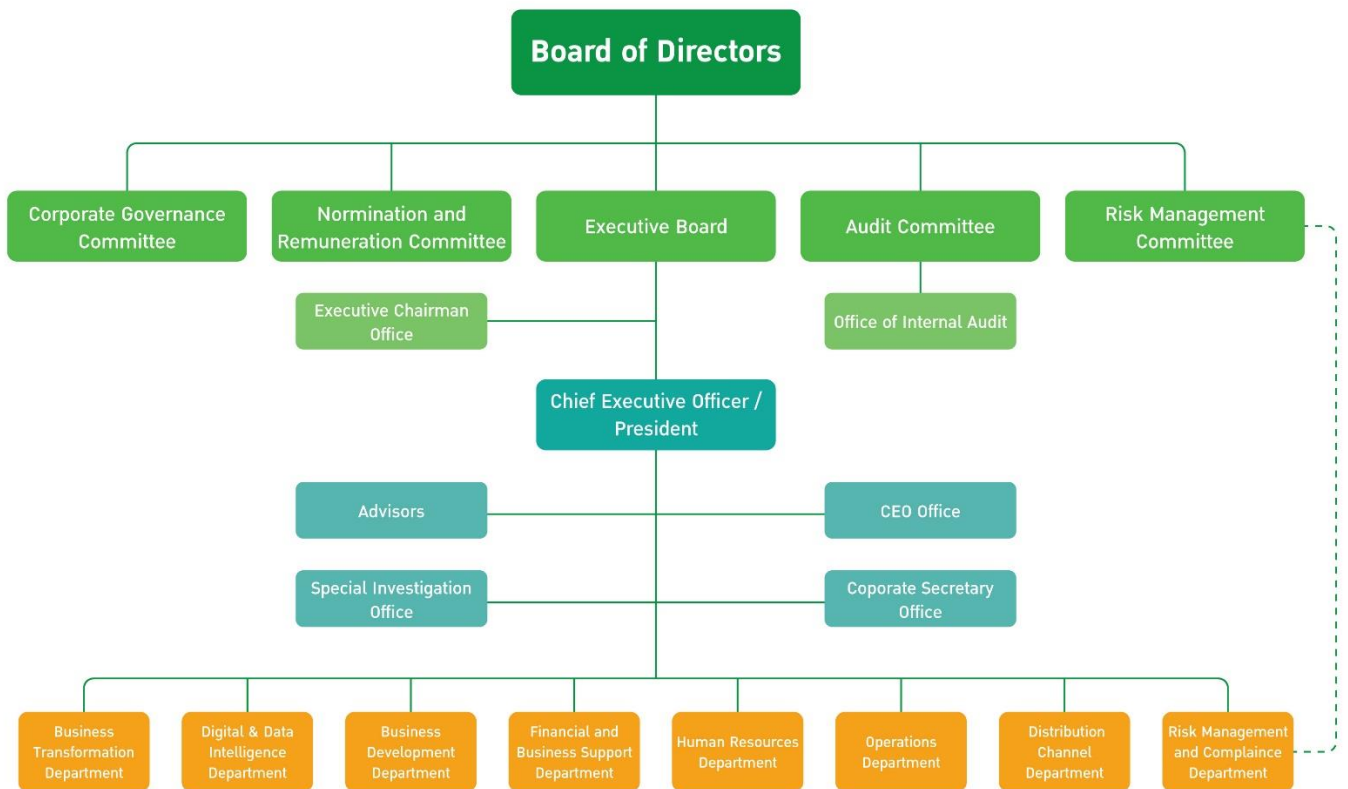 Board of Directors
Corporate Governance
Committee
Normination and
Remuneration Committee
Executive Board
Audit Committee
Risk Management
Committee
Executive Chairman
Office
Office of Internal Audit
Chief Executive Officer /
President
Advisors
CEO Office
Special Investigation
Office
Coporate Secretary
Office
Business
Transformation
Department
Digital & Data
Intelligence
Department
Business
Development
Department
Financial and
Business Support
Department
Human Resources
Department
Operations
Department
Distribution
Channel
Department
Risk Management
and Complaince
Department